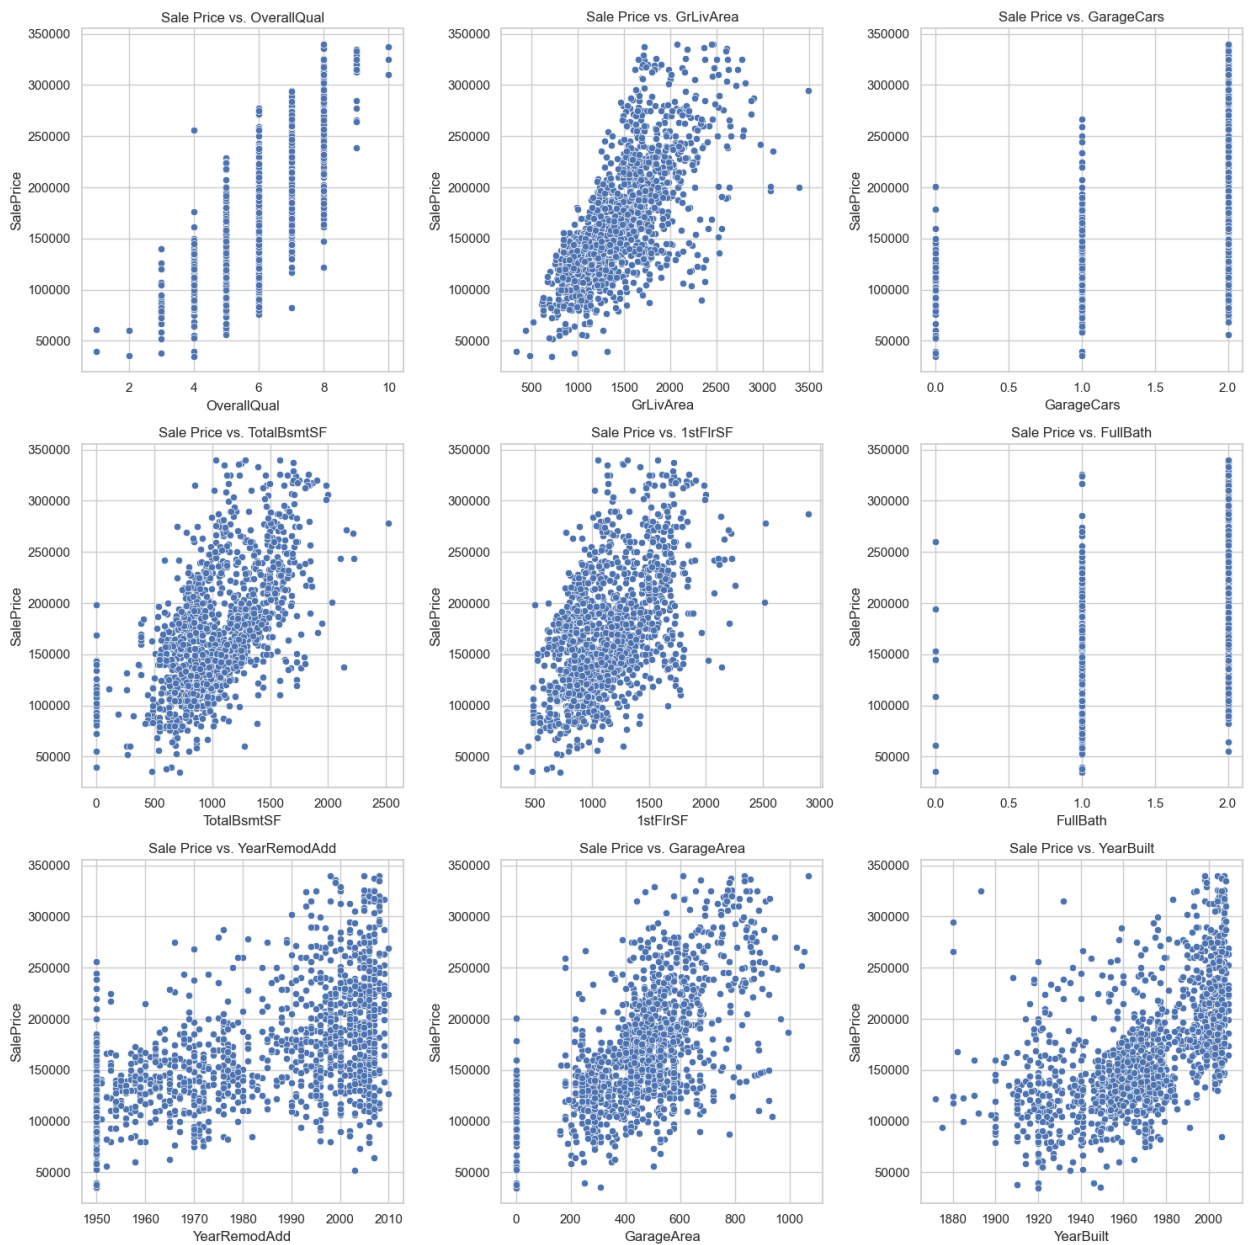 Sale Price vs. OverallQual
350000
300000
250000
200000
150000
100000
50000
SalePrice
2 4 6 8 10
OverallQual
Sale Price vs. GrLivArea
350000
300000
250000
200000
150000
100000
50000
SalePrice
500 1000 1500 2000 2500 3000 3500
GrLivArea
Sale Price vs. GarageCars
350000
300000
250000
200000
150000
100000
50000
SalePrice
0.0 0.5 1.0 1.5 2.0
GarageCars
Sale Price vs. TotalBsmtSF
350000
300000
250000
200000
150000
100000
50000
SalePrice
0 500 1000 1500 2000 2500
TotalBsmtSF
Sale Price vs. 1stFlrSF
350000
300000
250000
200000
150000
100000
50000
SalePrice
500 1000 1500 2000 2500 3000
1stFlrSF
Sale Price vs. FullBath
350000
300000
250000
200000
150000
100000
50000
SalePrice
0.0 0.5 1.0 1.5 2.0
FullBath
Sale Price vs. YearRemodAdd
350000
300000
250000
200000
150000
100000
50000
SalePrice
1950 1960 1970 1980 1990 2000 2010
YearRemodAdd
Sale Price vs. GarageArea
350000
300000
250000
200000
150000
100000
50000
SalePrice
0 200 400 600 800 1000
GarageArea
Sale Price vs. YearBuilt
350000
300000
250000
200000
150000
100000
50000
SalePrice
1880 1900 1920 1940 1960 1980 2000
YearBuilt